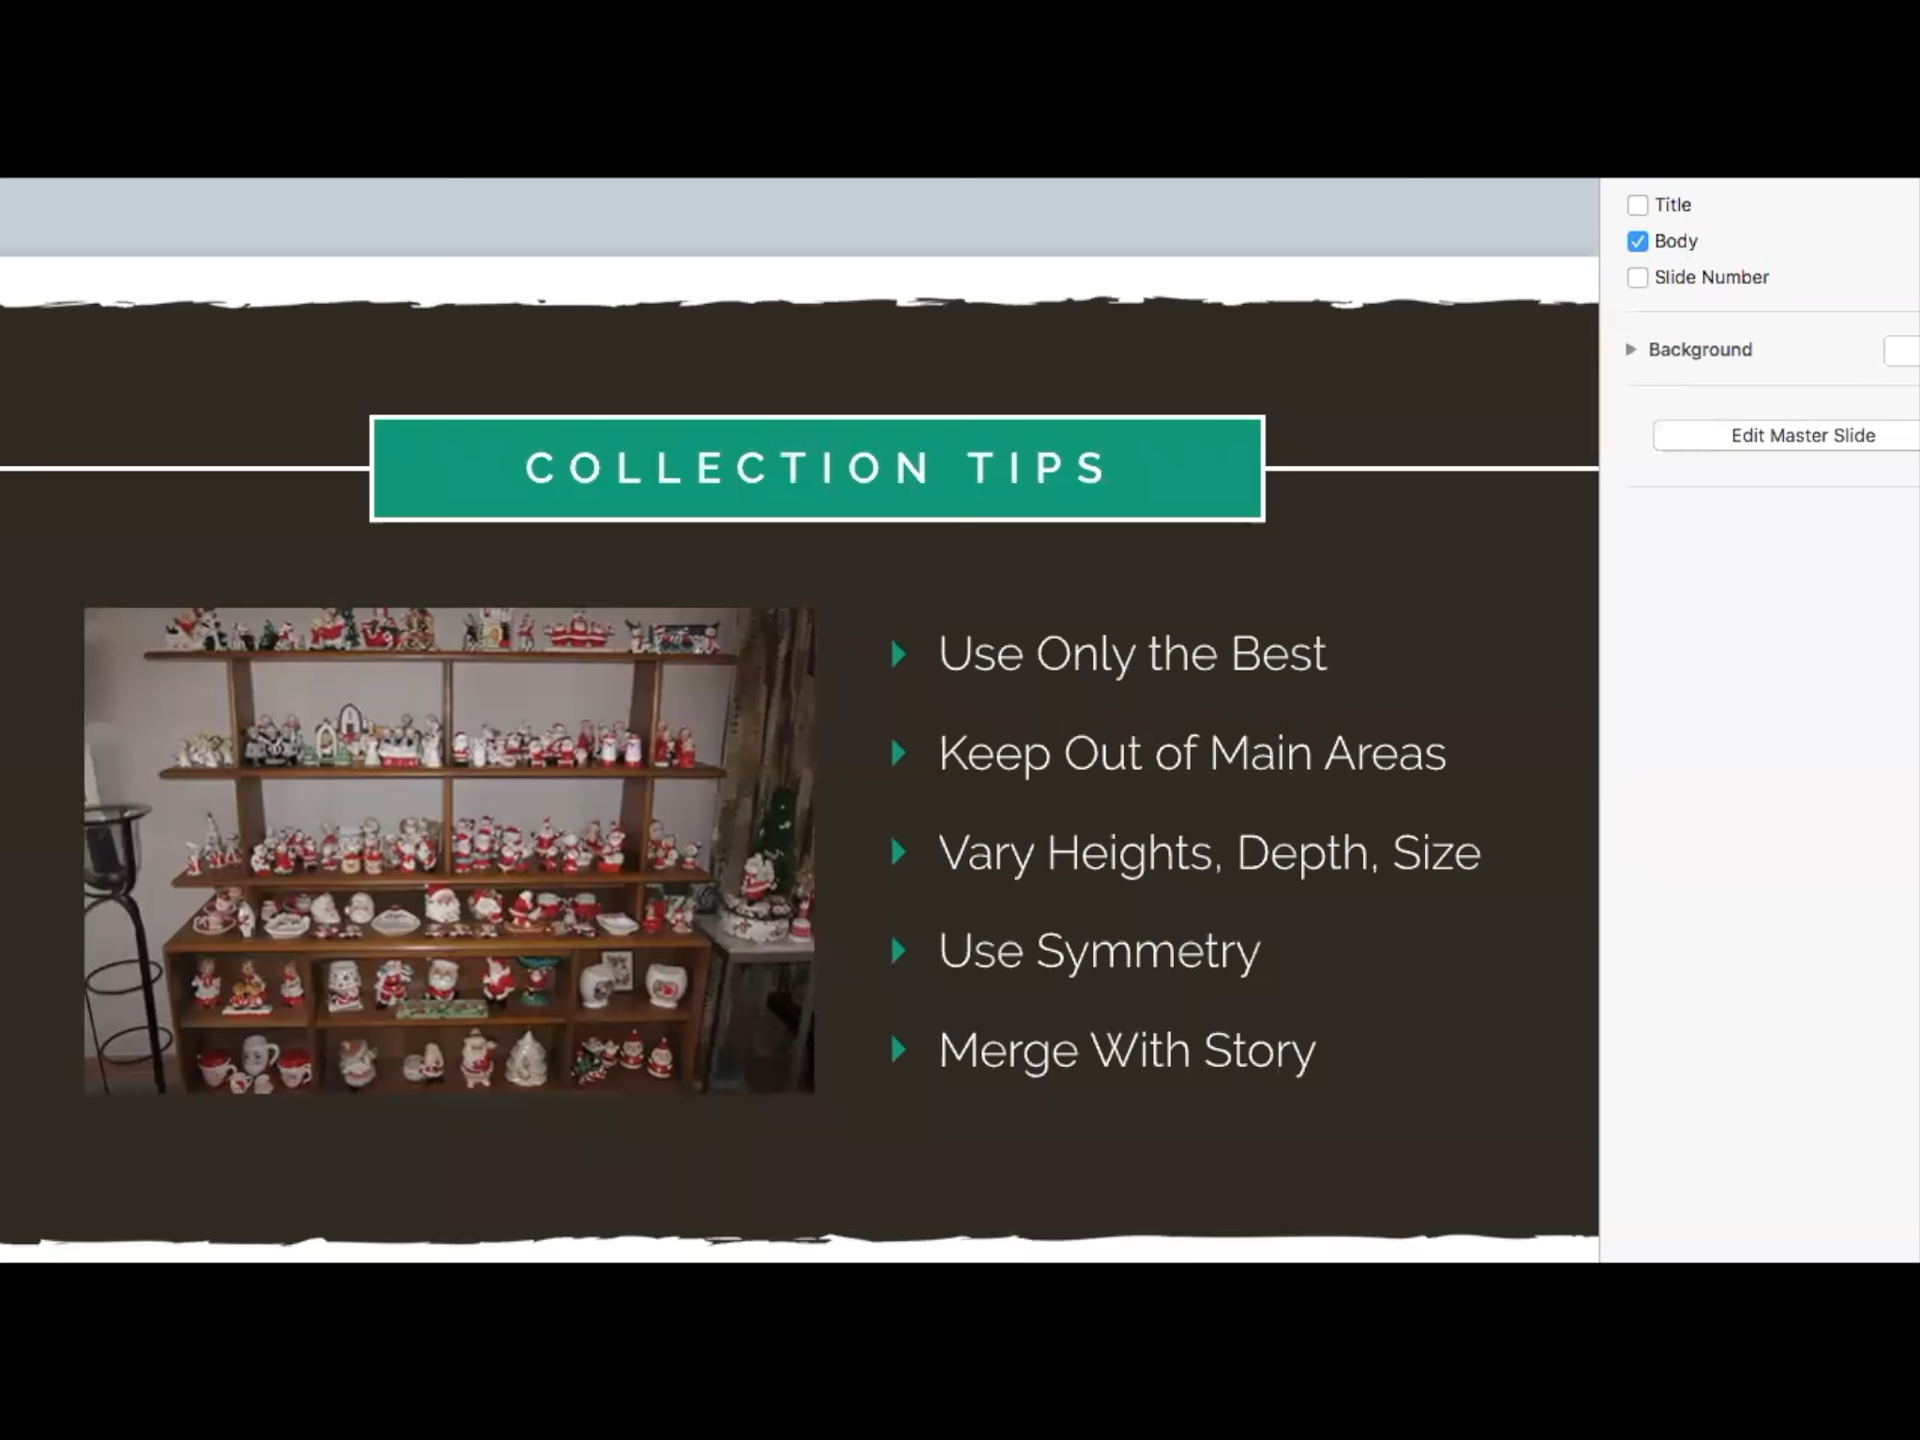 Title
Body
Slide Number
Background
Edit Master Slide
COLLECTION TIPS
Use Only the Best
Keep Out of Main Areas
Vary Heights, Depth, Size
Use Symmetry
Merge With Story